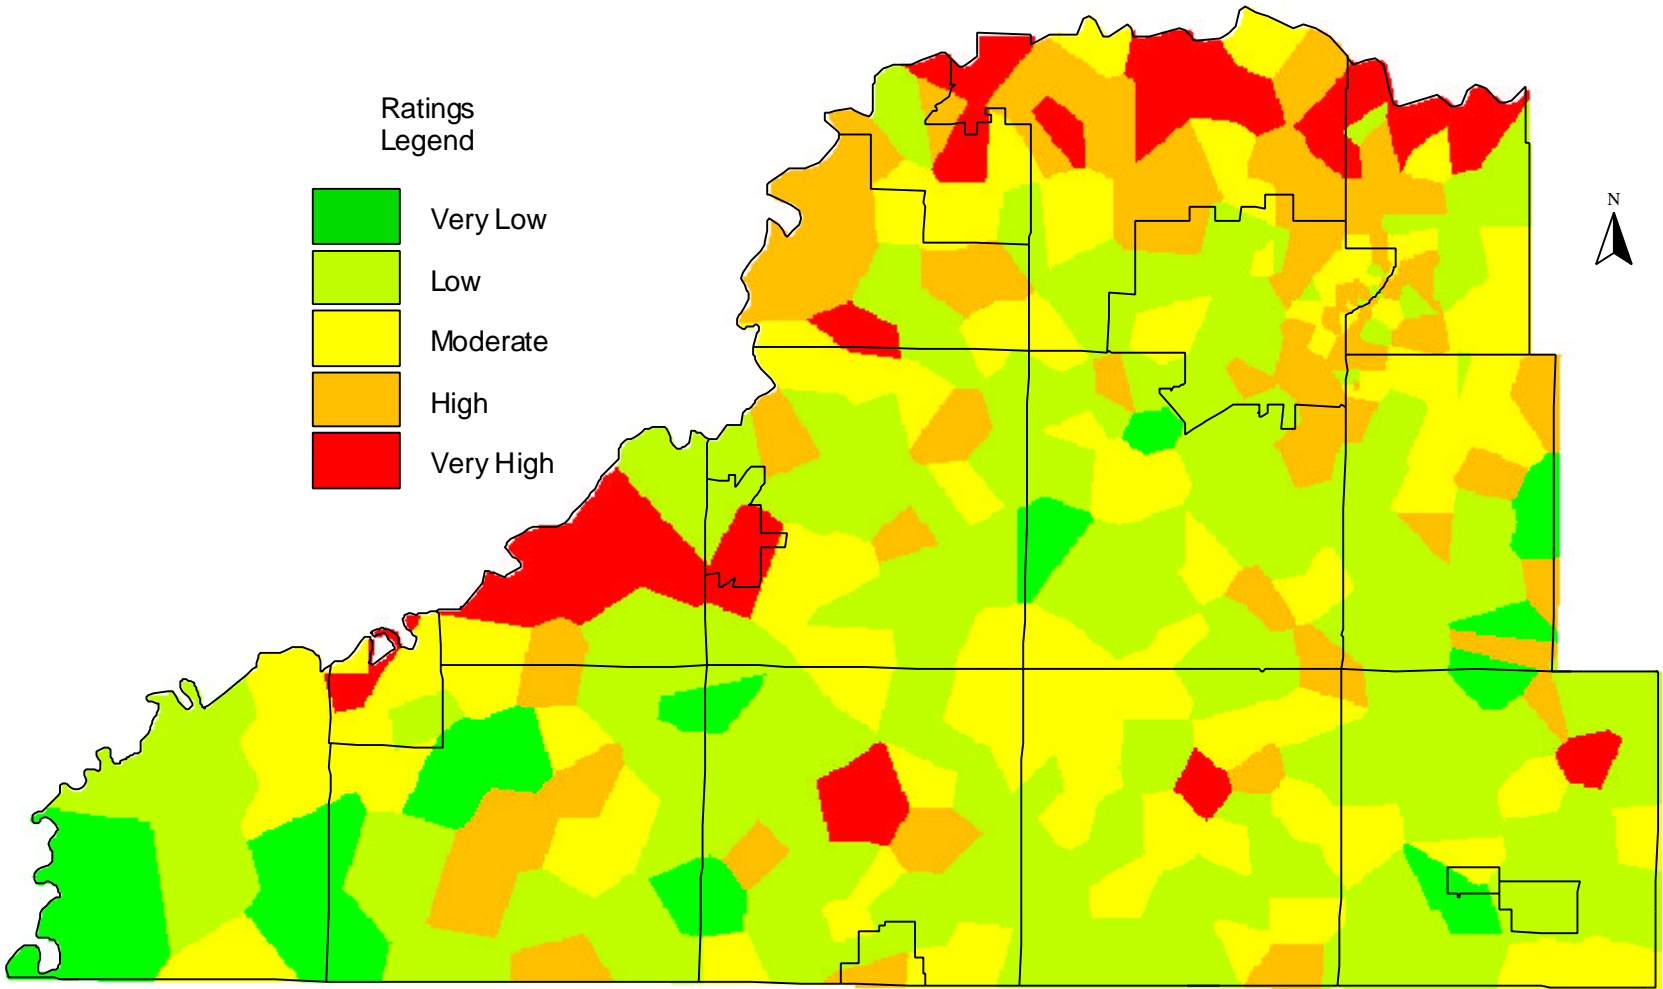 Ratings
Legend
Very Low
Low
Moderate
High
Very High
N